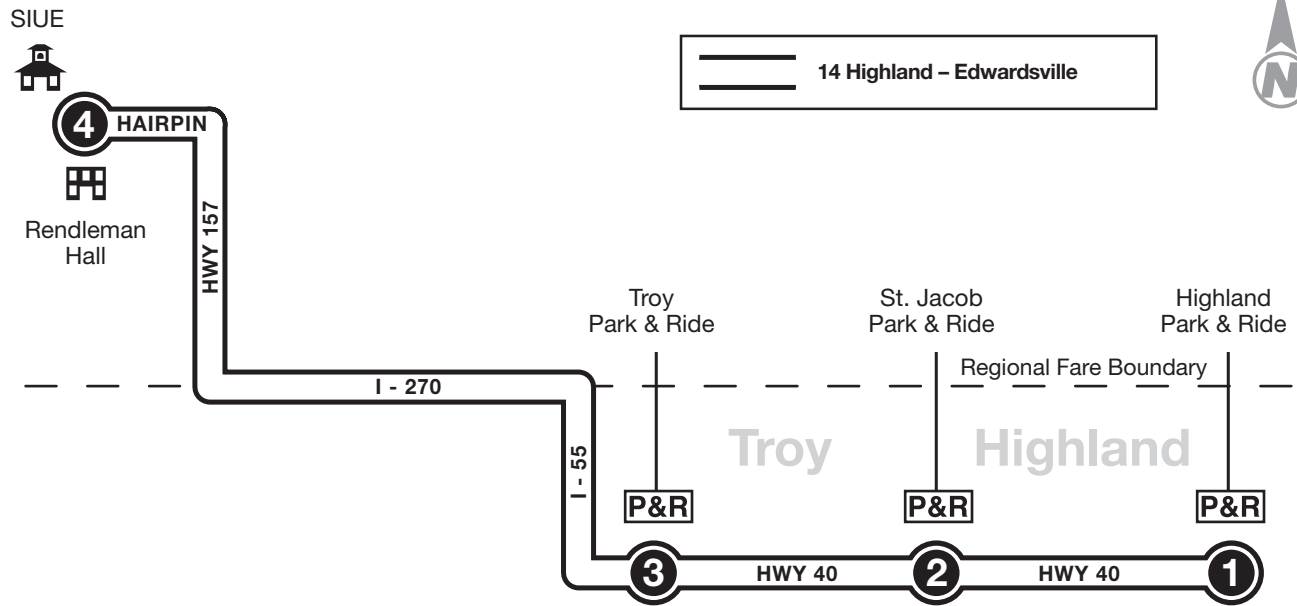 SIUE
14 Highland – Edwardsville
N
4
HAIRPIN
Rendleman
Hall
HWY 157
Troy
Park & Ride
St. Jacob
Park & Ride
Highland
Park & Ride
Regional Fare Boundary
I - 270
Troy
Highland
I - 55
P&R
P&R
P&R
3
HWY 40
2
HWY 40
1